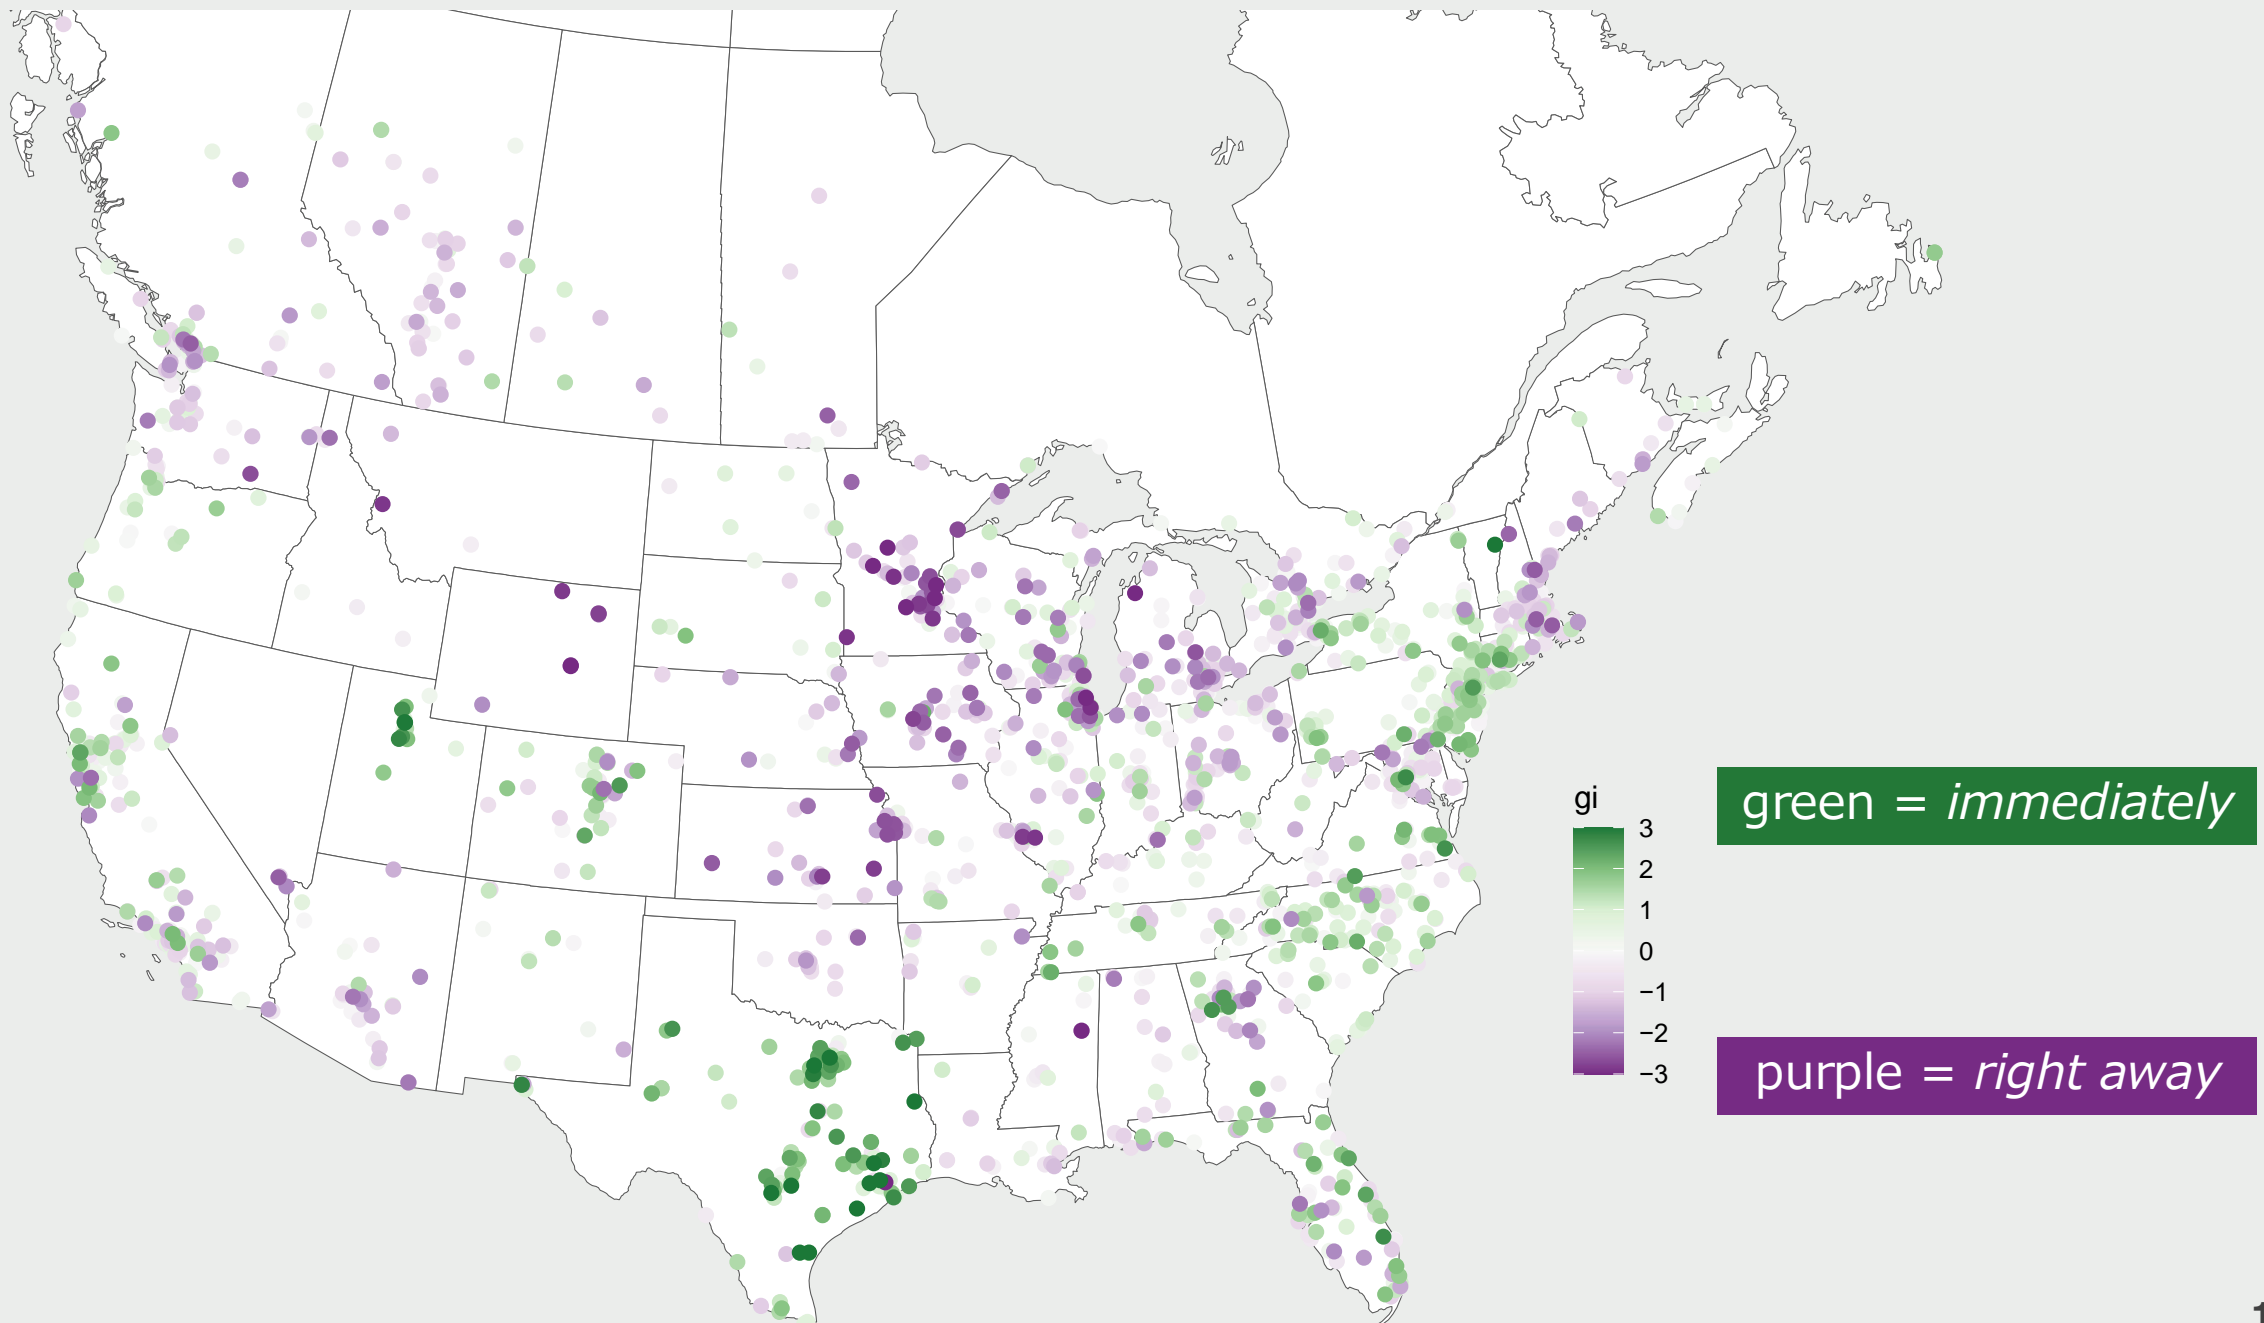 gi
3
2
1
0
−1
−2
−3
green = immediately
purple = right away